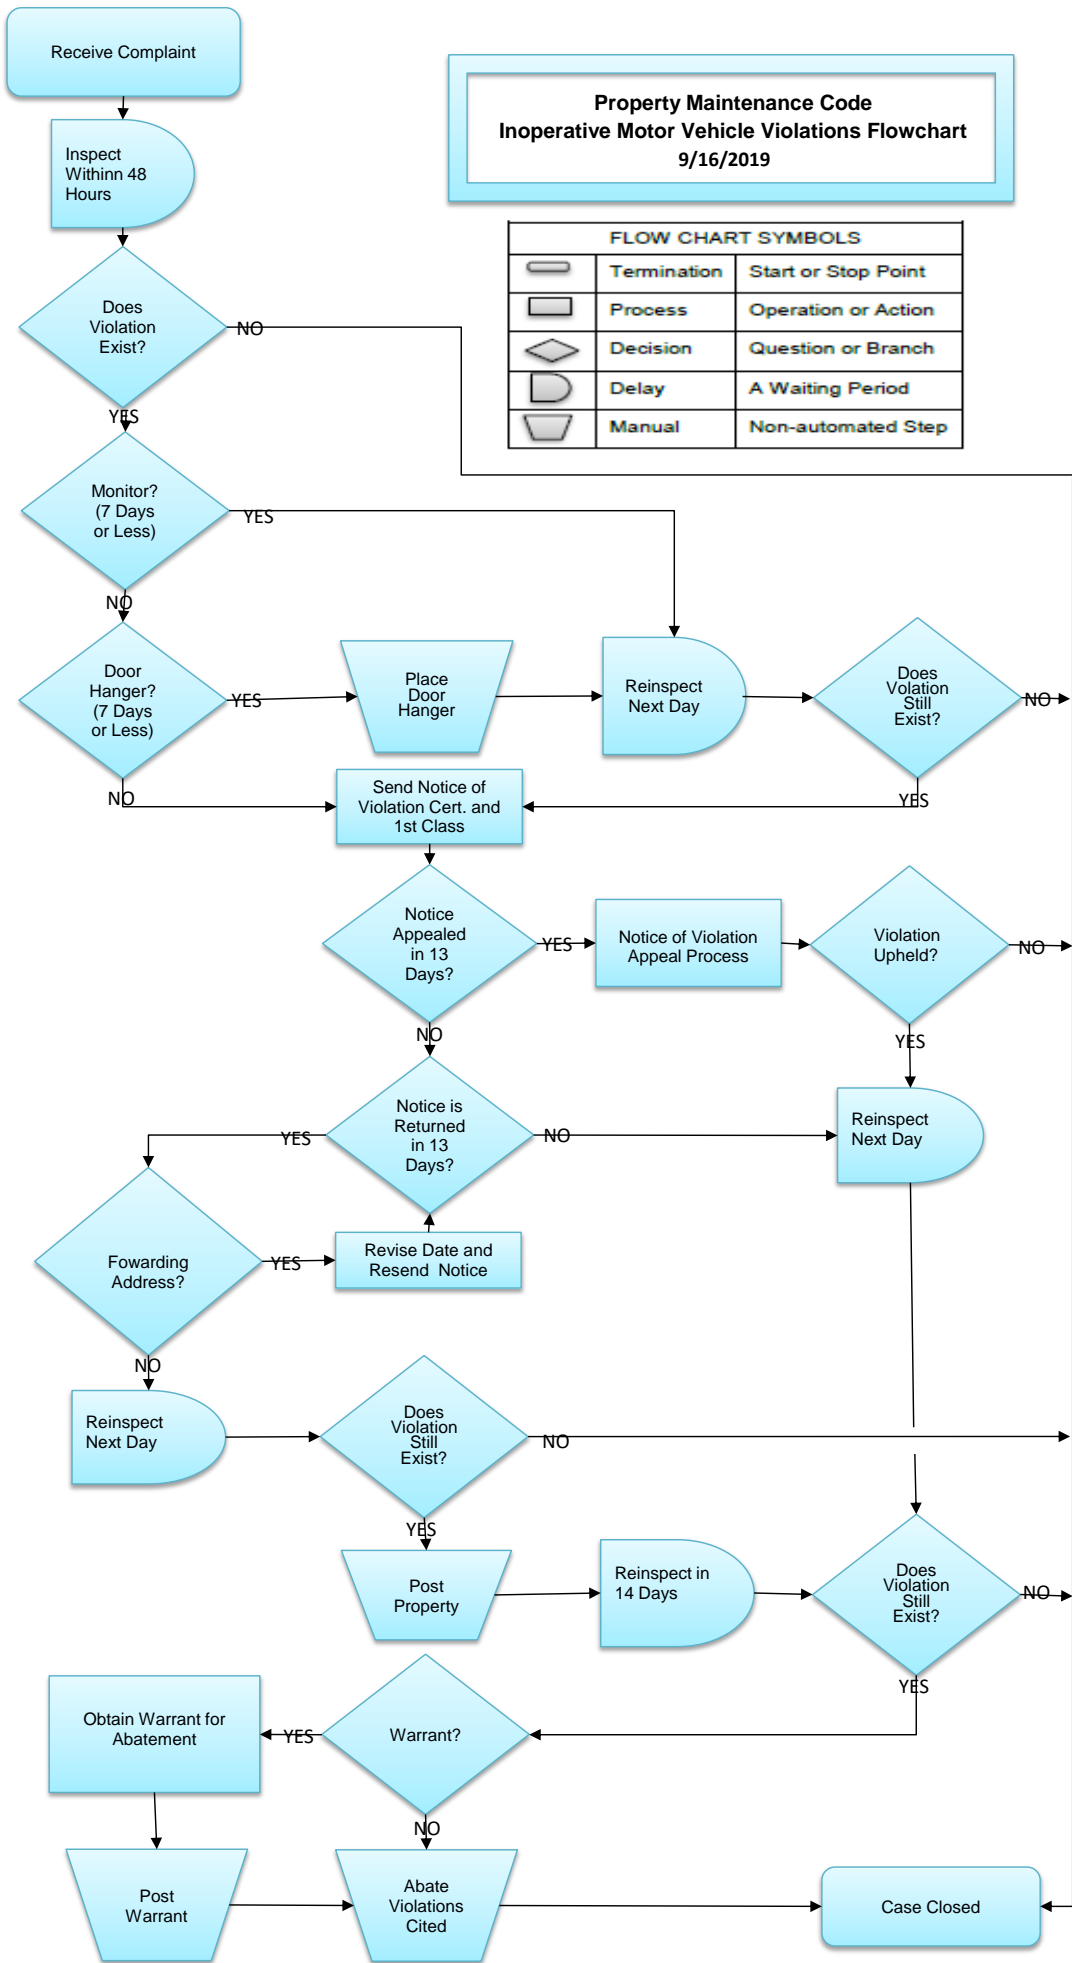 Receive Complaint
Property Maintenance Code
Inoperative Motor Vehicle Violations Flowchart
9/16/2019
Inspect
Withinn 48
Hours
FLOW CHART SYMBOLS
Termination Start or Stop Point
Process Operation or Action
Decision Question or Branch
Delay A Waiting Period
Manual Non-automated Step
Does
Violation
Exist?
NO
YES
Monitor?
(7 Days
or Less)
YES
NO
Door
Hanger?
(7 Days
or Less)
YES
Place
Door
Hanger
Reinspect
Next Day
Does
Volation
Still
Exist?
NO
NO
YES
Send Notice of
Violation Cert. and
1st Class
Notice
Appealed
in 13
Days?
YES
Notice of Violation
Appeal Process
Violation
Upheld?
NO
NO
YES
Notice is
Returned
in 13
Days?
YES
NO
Reinspect
Next Day
Fowarding
Address?
YES
Revise Date and
Resend Notice
NO
Reinspect
Next Day
Does
Violation
Still
Exist?
NO
YES
Post
Property
Reinspect in
14 Days
Does
Violation
Still
Exist?
NO
YES
Warrant?
YES
Obtain Warrant for
Abatement
NO
Post
Warrant
Abate
Violations
Cited
Case Closed